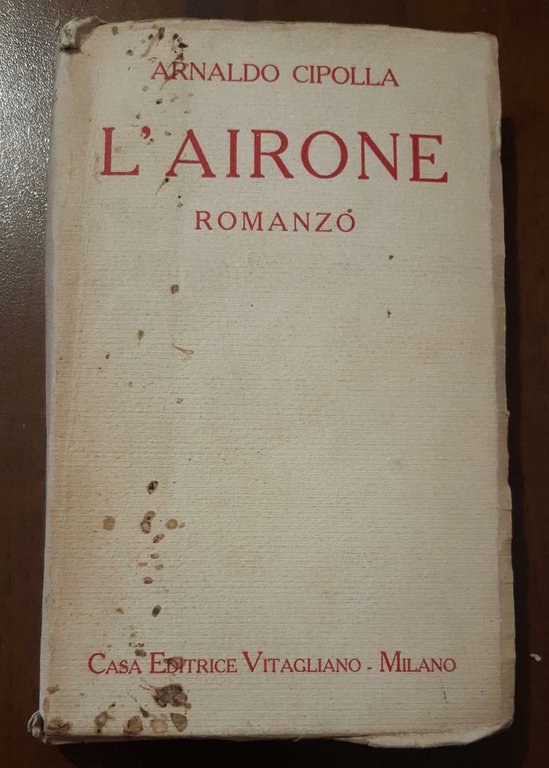 ARNALDO CIPOLLA
L'AIRONE
ROMANZO
CASA EDITRICE VITAGLIANO - MILANO